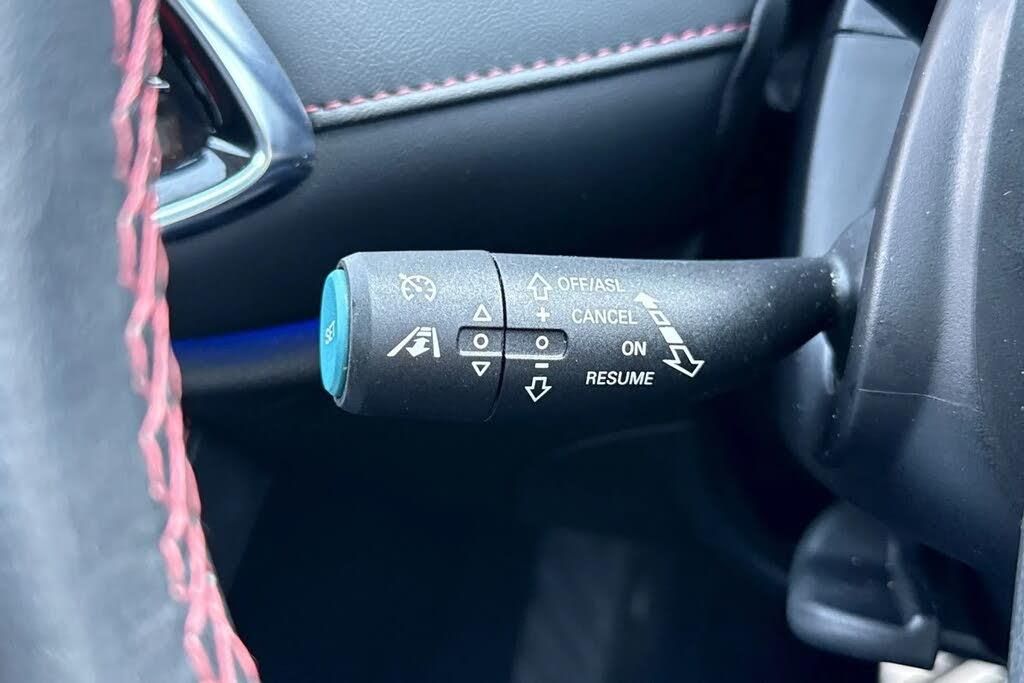 SET
OFF/ASL
+
CANCEL
ON
−
RESUME